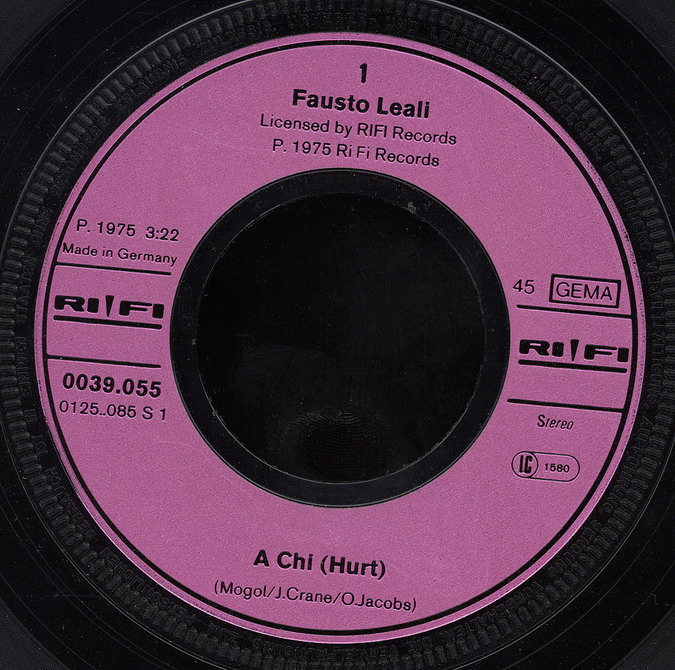 1
Fausto Leali
Licensed by RIFI Records
P. 1975 Ri Fi Records
P. 1975 3:22
Made in Germany
RI!FI
0039.055
0125..085 S 1
45 GEMA
RI!FI
Stereo
LC 1580
A Chi (Hurt)
(Mogol/J.Crane/O.Jacobs)